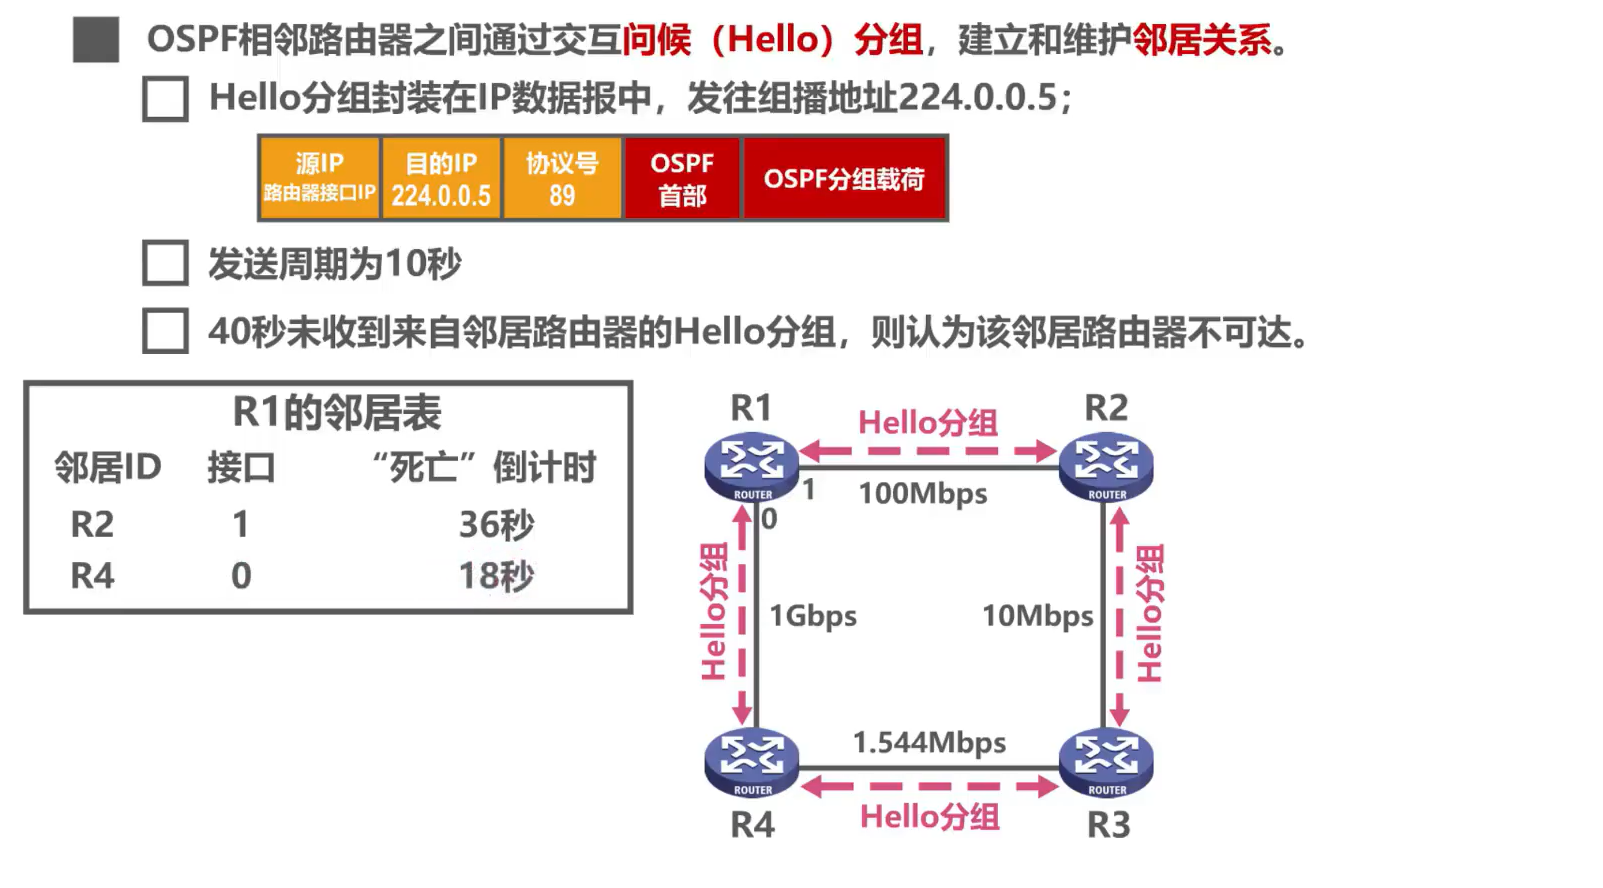 OSPF相邻路由器之间通过交互问候（Hello）分组，建立和维护邻居关系。
Hello分组封装在IP数据报中，发往组播地址224.0.0.5；
源IP
路由器接口IP
目的IP
224.0.0.5
协议号
89
OSPF
首部
OSPF分组载荷
发送周期为10秒
40秒未收到来自邻居路由器的Hello分组，则认为该邻居路由器不可达。
R1的邻居表
邻居ID 接口 “死亡”倒计时
R2 1 36秒
R4 0 18秒
R1
R2
Hello分组
ROUTER
ROUTER
1
100Mbps
0
Hello分组
1Gbps
10Mbps
Hello分组
1.544Mbps
ROUTER
ROUTER
Hello分组
R4
R3